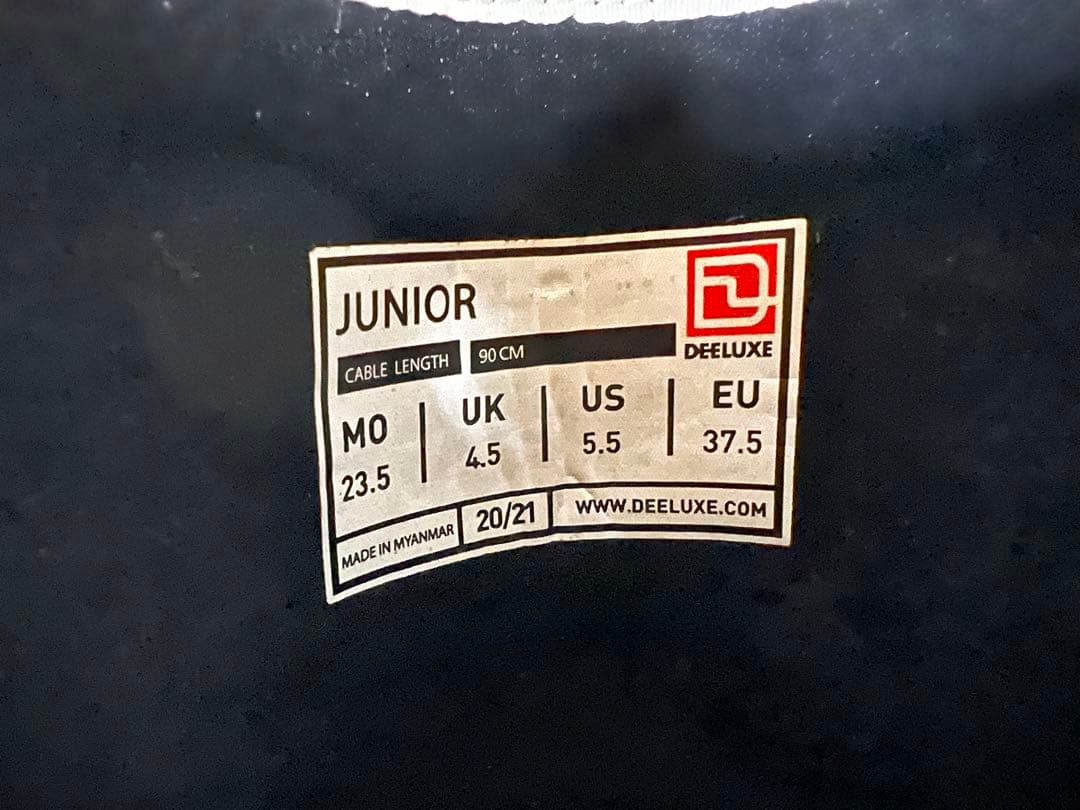 JUNIOR
CABLE LENGTH 90 CM
DEELUXE
MO UK US EU
23.5 4.5 5.5 37.5
MADE IN MYANMAR 20/21 WWW.DEELUXE.COM